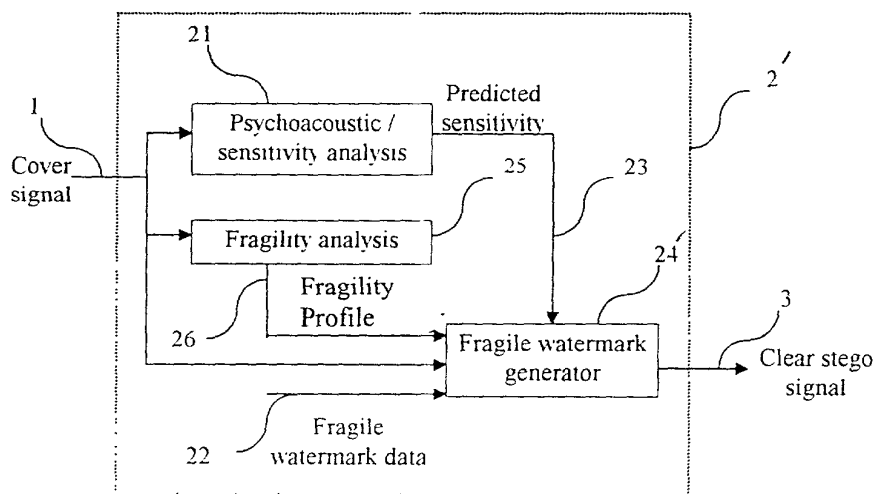 21
2'
1
Psychoacoustic /
sensitivity analysis
Predicted
sensitivity
Cover
signal
25
23
Fragility analysis
24'
26
Fragility
Profile
Fragile watermark
generator
3
Clear stego
signal
22
Fragile
watermark data